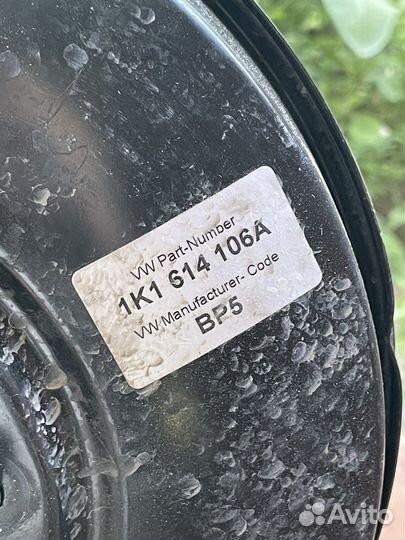 VW Part-Number
1K1 614 106A
VW Manufacturer- Code
BP5
Avito